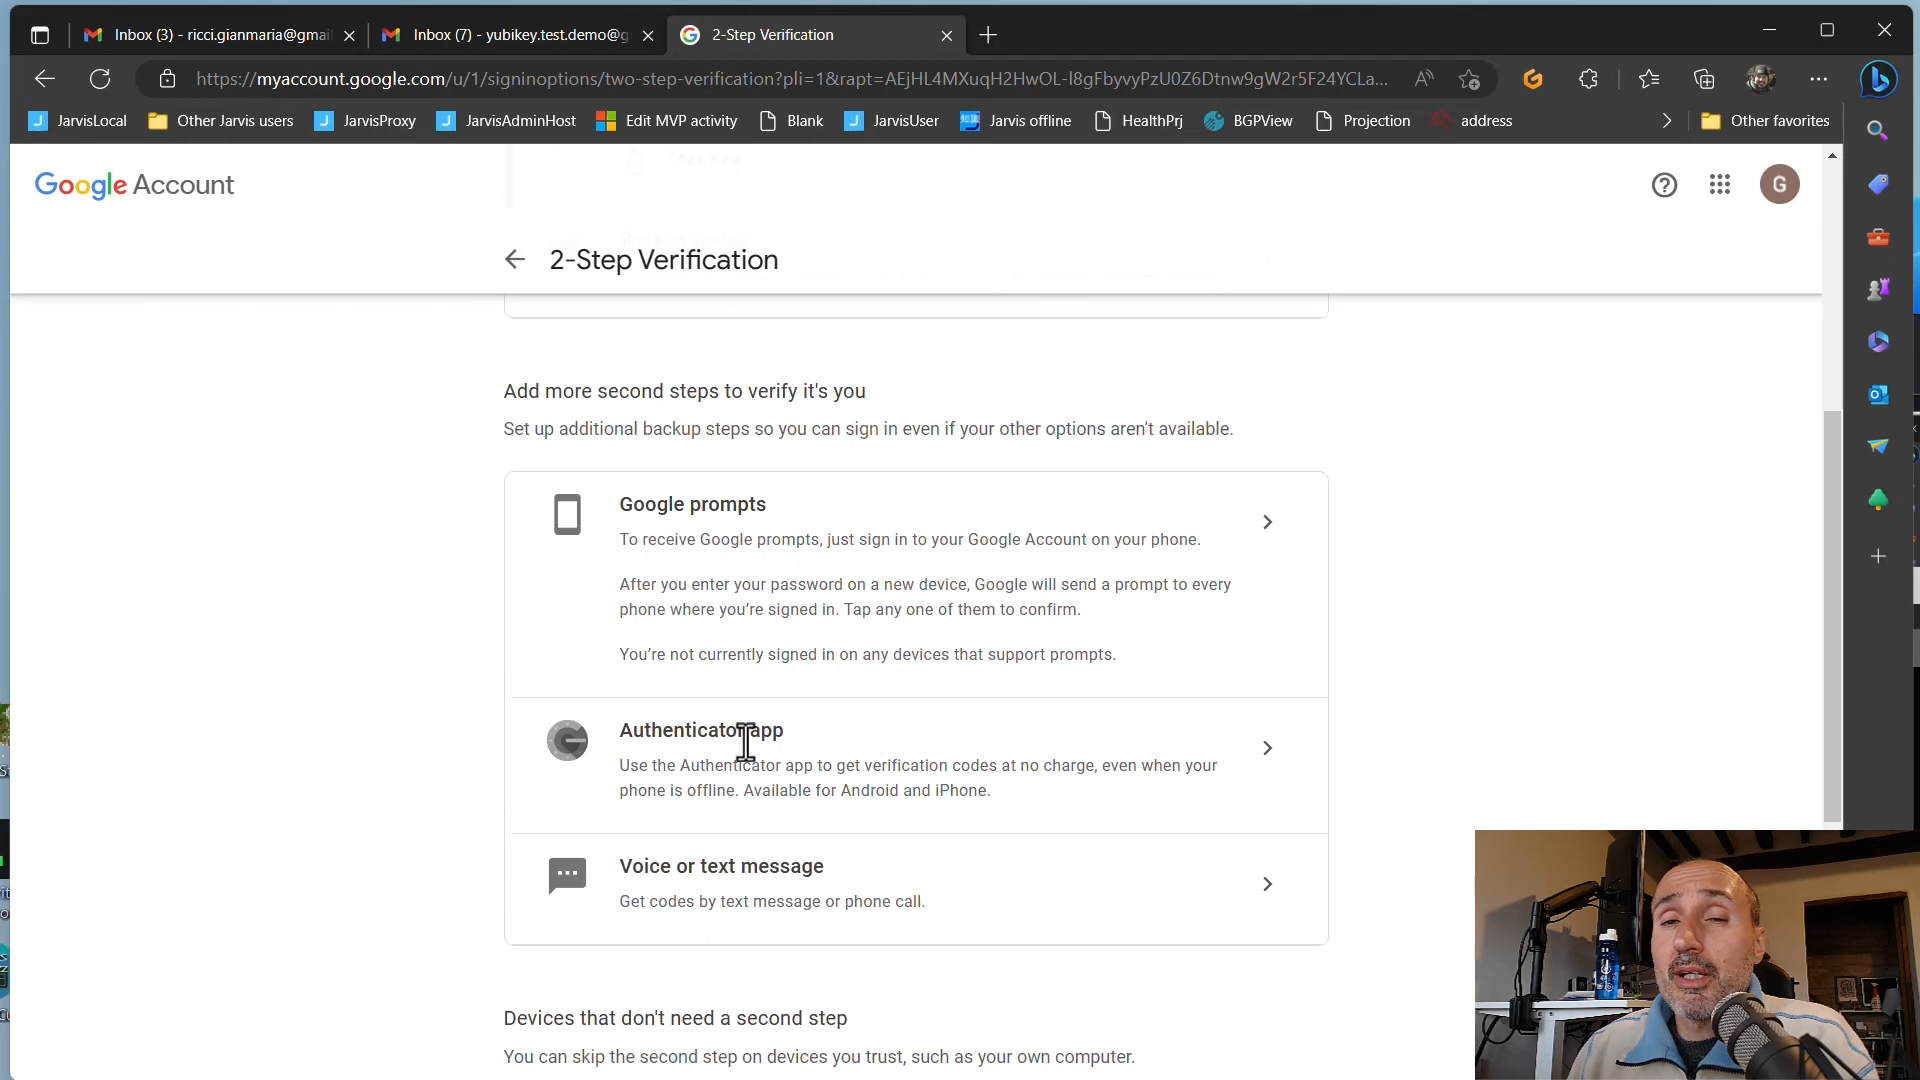 Inbox (3) - ricci.gianmaria@gmai
Inbox (7) - yubikey.test.demo@g
2-Step Verification
https://myaccount.google.com/u/1/signinoptions/two-step-verification?pli=1&rapt=AEjHL4MXuqH2HwOL-I8gFbyvyPzU0Z6Dtnw9gW2r5F24YCLa...
JarvisLocal
Other Jarvis users
JarvisProxy
JarvisAdminHost
Edit MVP activity
Blank
JarvisUser
Jarvis offline
HealthPrj
BGPView
Projection
address
Other favorites
Google Account
G
2-Step Verification
Add more second steps to verify it's you
Set up additional backup steps so you can sign in even if your other options aren't available.
Google prompts
To receive Google prompts, just sign in to your Google Account on your phone.
After you enter your password on a new device, Google will send a prompt to every
phone where you're signed in. Tap any one of them to confirm.
You're not currently signed in on any devices that support prompts.
Authenticator app
Use the Authenticator app to get verification codes at no charge, even when your
phone is offline. Available for Android and iPhone.
Voice or text message
Get codes by text message or phone call.
Devices that don't need a second step
You can skip the second step on devices you trust, such as your own computer.